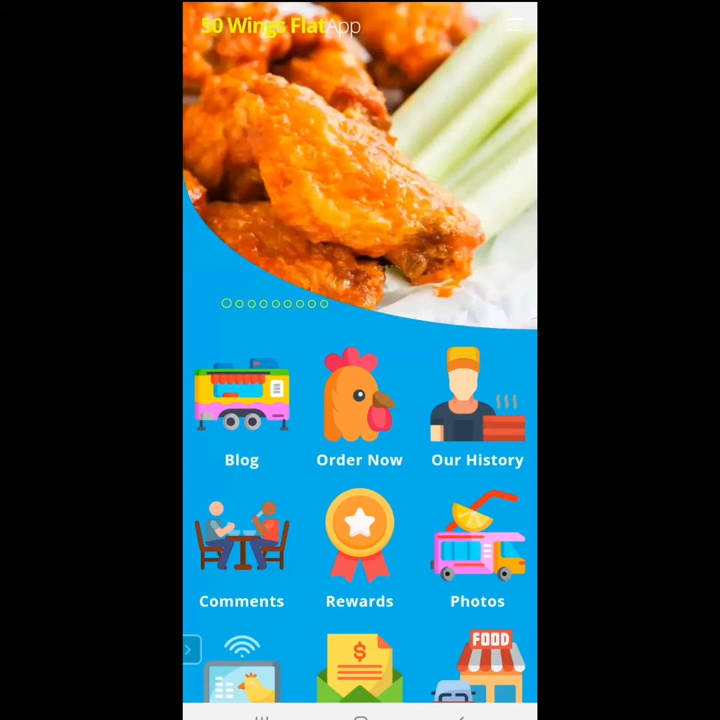 50 Wings FlatApp
Blog
Order Now
Our History
Comments
Rewards
Photos
$
FOOD